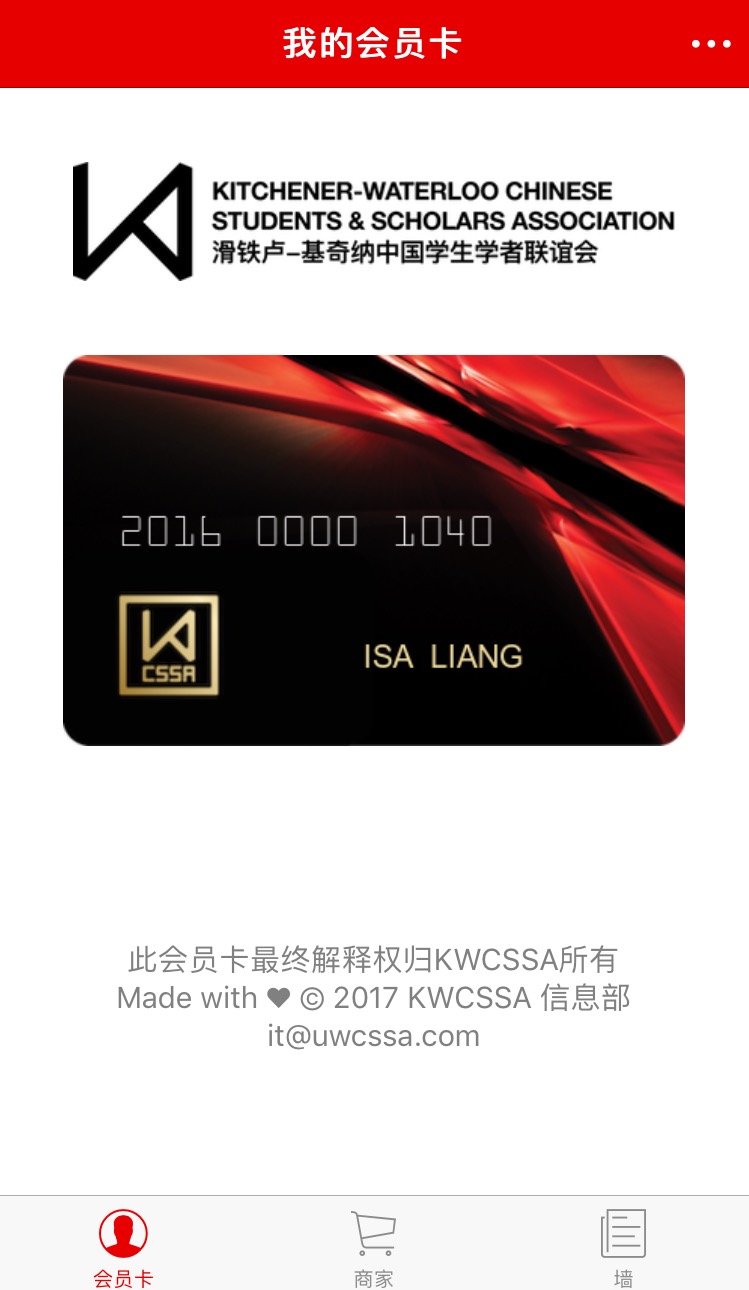 我的会员卡
KITCHENER-WATERLOO CHINESE
STUDENTS & SCHOLARS ASSOCIATION
滑铁卢-基奇纳中国学生学者联谊会
2016 0000 1040
CSSA
ISA LIANG
此会员卡最终解释权归KWCSSA所有
Made with ♥ © 2017 KWCSSA 信息部
it@uwcssa.com
会员卡
商家
墙